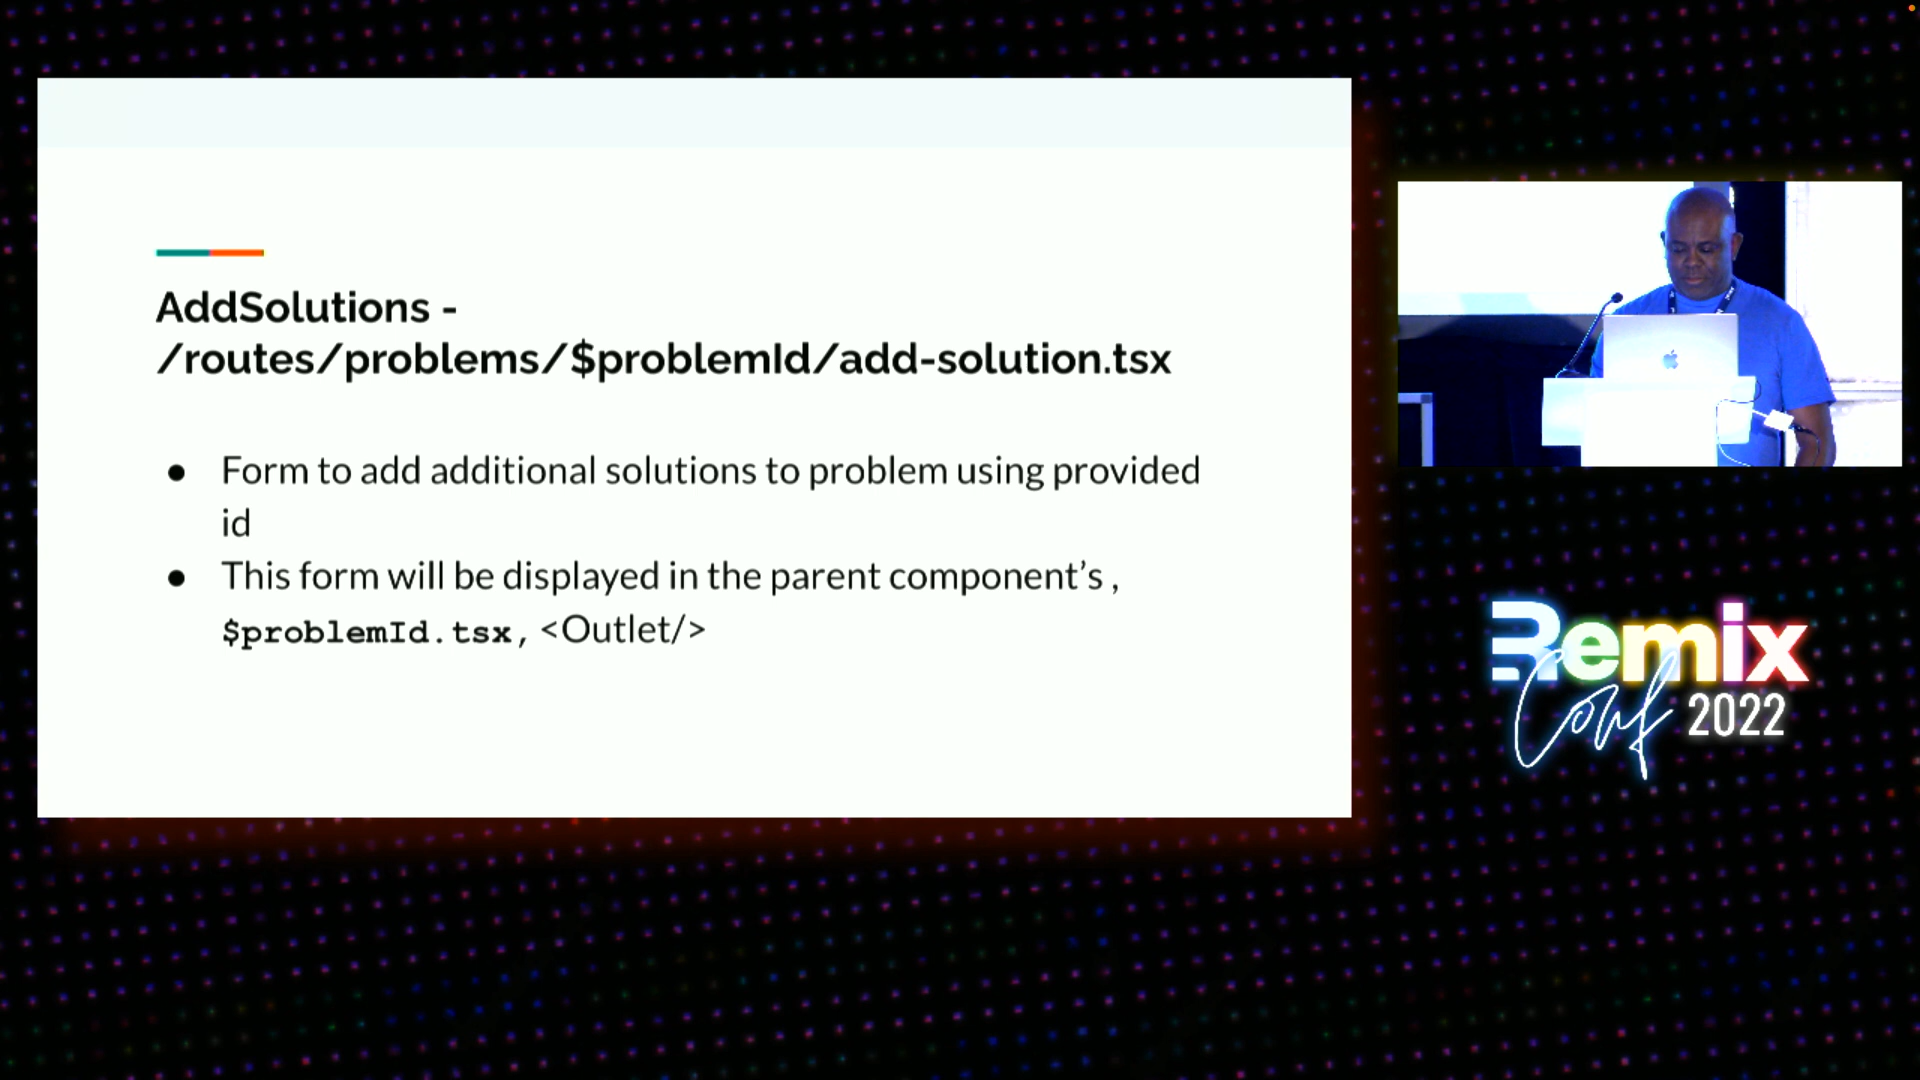 AddSolutions -
/routes/problems/$problemId/add-solution.tsx
● Form to add additional solutions to problem using provided
id
● This form will be displayed in the parent component’s ,
$problemId.tsx, <Outlet/>
Remix
Conf 2022